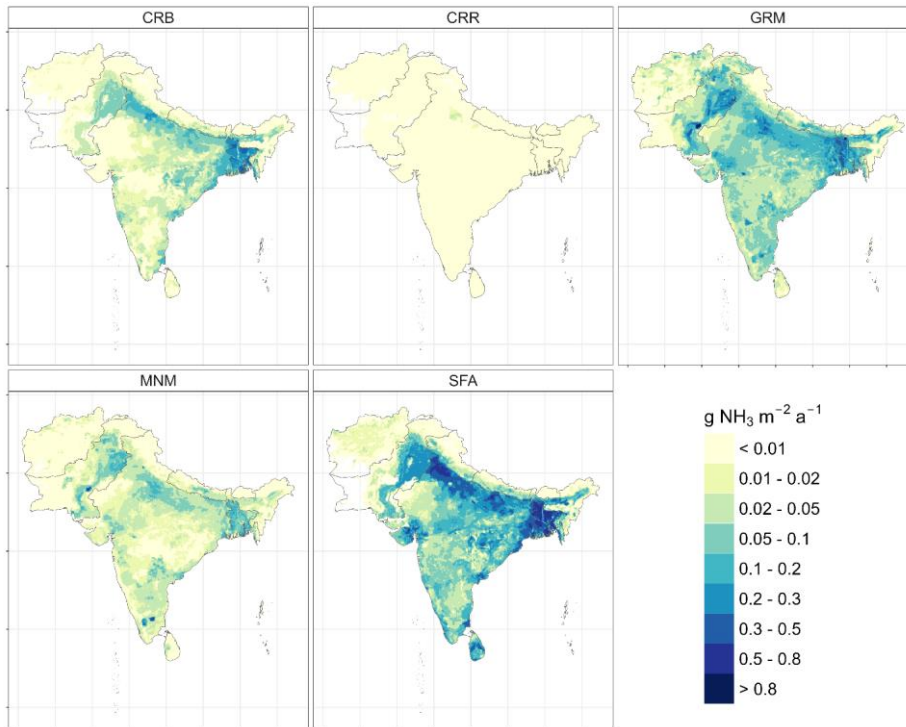 CRB
CRR
GRM
MNM
SFA
g NH₃ m⁻² a⁻¹
< 0.01
0.01 - 0.02
0.02 - 0.05
0.05 - 0.1
0.1 - 0.2
0.2 - 0.3
0.3 - 0.5
0.5 - 0.8
> 0.8